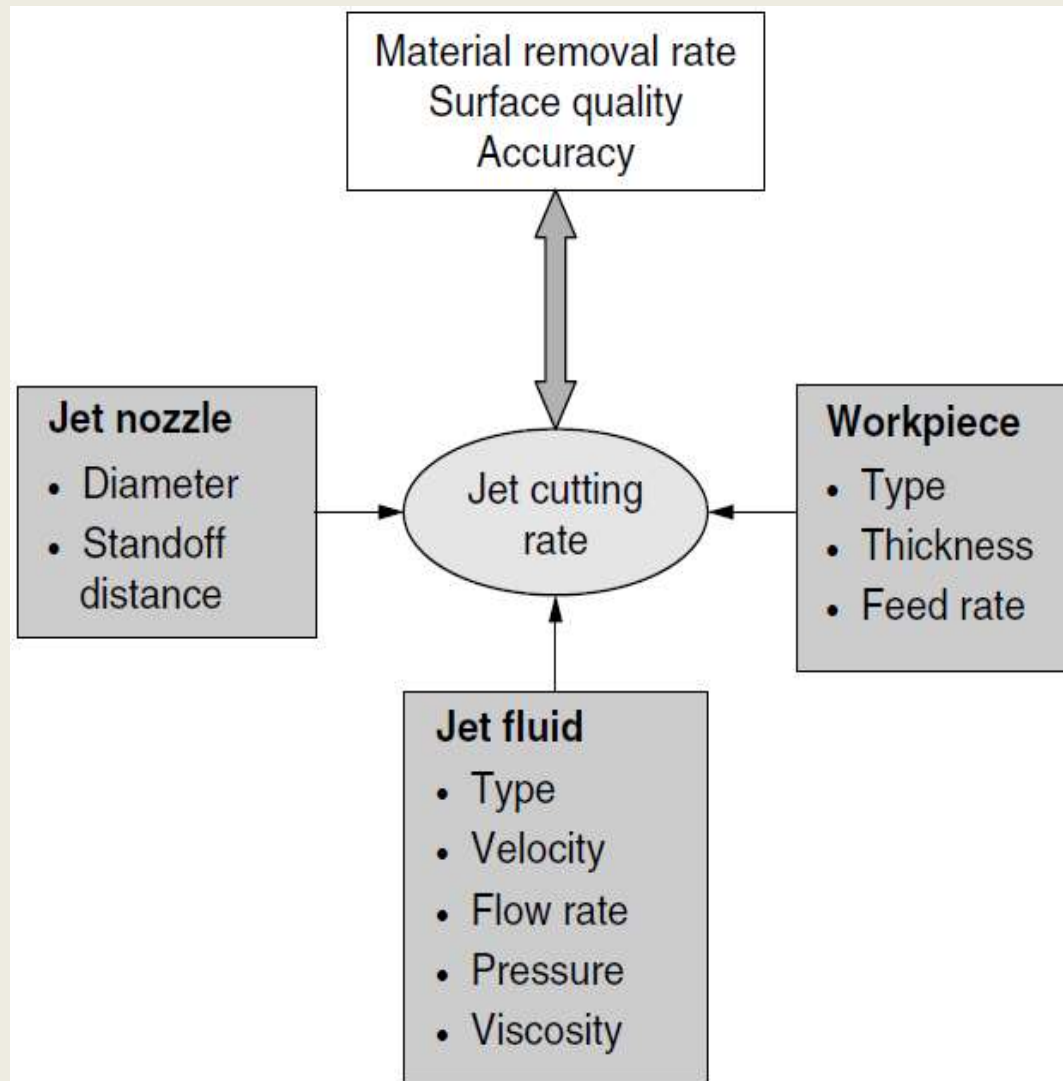 Material removal rate
Surface quality
Accuracy
Jet nozzle
• Diameter
• Standoff
distance
Jet cutting
rate
Workpiece
• Type
• Thickness
• Feed rate
Jet fluid
• Type
• Velocity
• Flow rate
• Pressure
• Viscosity